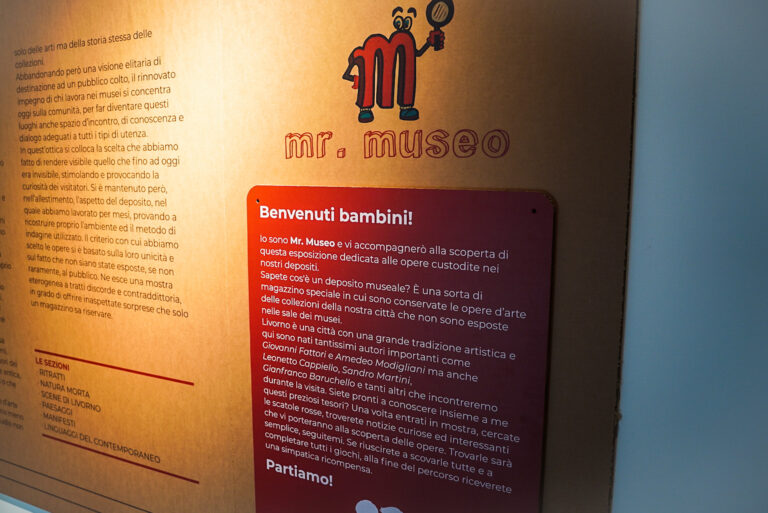 solo delle arti ma della storia stessa delle
collezioni.
Abbandonando però una visione elitaria di
destinazione ad un pubblico colto, il rinnovato
impegno di chi lavora nei musei si concentra
oggi sulla comunità, per far diventare questi
luoghi anche spazio d'incontro, di conoscenza e
dialogo adeguati a tutti i tipi di utenza.
In quest'ottica si colloca la scelta che abbiamo
fatto di rendere visibile quello che fino ad oggi
era invisibile, stimolando e provocando la
curiosità dei visitatori. Si è mantenuto però,
nell'allestimento, l'aspetto del deposito, nel
quale abbiamo lavorato per mesi, provando a
ricostruire proprio l'ambiente ed il metodo di
indagine utilizzato. Il criterio con cui abbiamo
scelto le opere si è basato sulla loro unicità e
sul fatto che non siano state esposte, se non
raramente, al pubblico. Ne esce una mostra
eterogenea a tratti discorde e contraddittoria,
in grado di offrire inaspettate sorprese che solo
un magazzino sa riservare.
LE SEZIONI
· RITRATTI
· NATURA MORTA
· SCENE DI LIVORNO
· PAESAGGI
· MANIFESTI
· LINGUAGGI DEL CONTEMPORANEO
m
mr. museo
Benvenuti bambini!
Io sono Mr. Museo e vi accompagnerò alla scoperta di
questa esposizione dedicata alle opere custodite nei
nostri depositi.
Sapete cos'è un deposito museale? È una sorta di
magazzino speciale in cui sono conservate le opere d'arte
delle collezioni della nostra città che non sono esposte
nelle sale dei musei.
Livorno è una città con una grande tradizione artistica e
qui sono nati tantissimi autori importanti come
Giovanni Fattori e Amedeo Modigliani ma anche
Leonetto Cappiello, Sandro Martini,
Gianfranco Baruchello e tanti altri che incontreremo
durante la visita. Siete pronti a conoscere insieme a me
questi preziosi tesori? Una volta entrati in mostra, cercate
le scatole rosse, troverete notizie curiose ed interessanti
che vi porteranno alla scoperta delle opere. Trovarle sarà
semplice, seguitemi. Se riuscirete a scovarle tutte e a
completare tutti i giochi, alla fine del percorso riceverete
una simpatica ricompensa.
Partiamo!